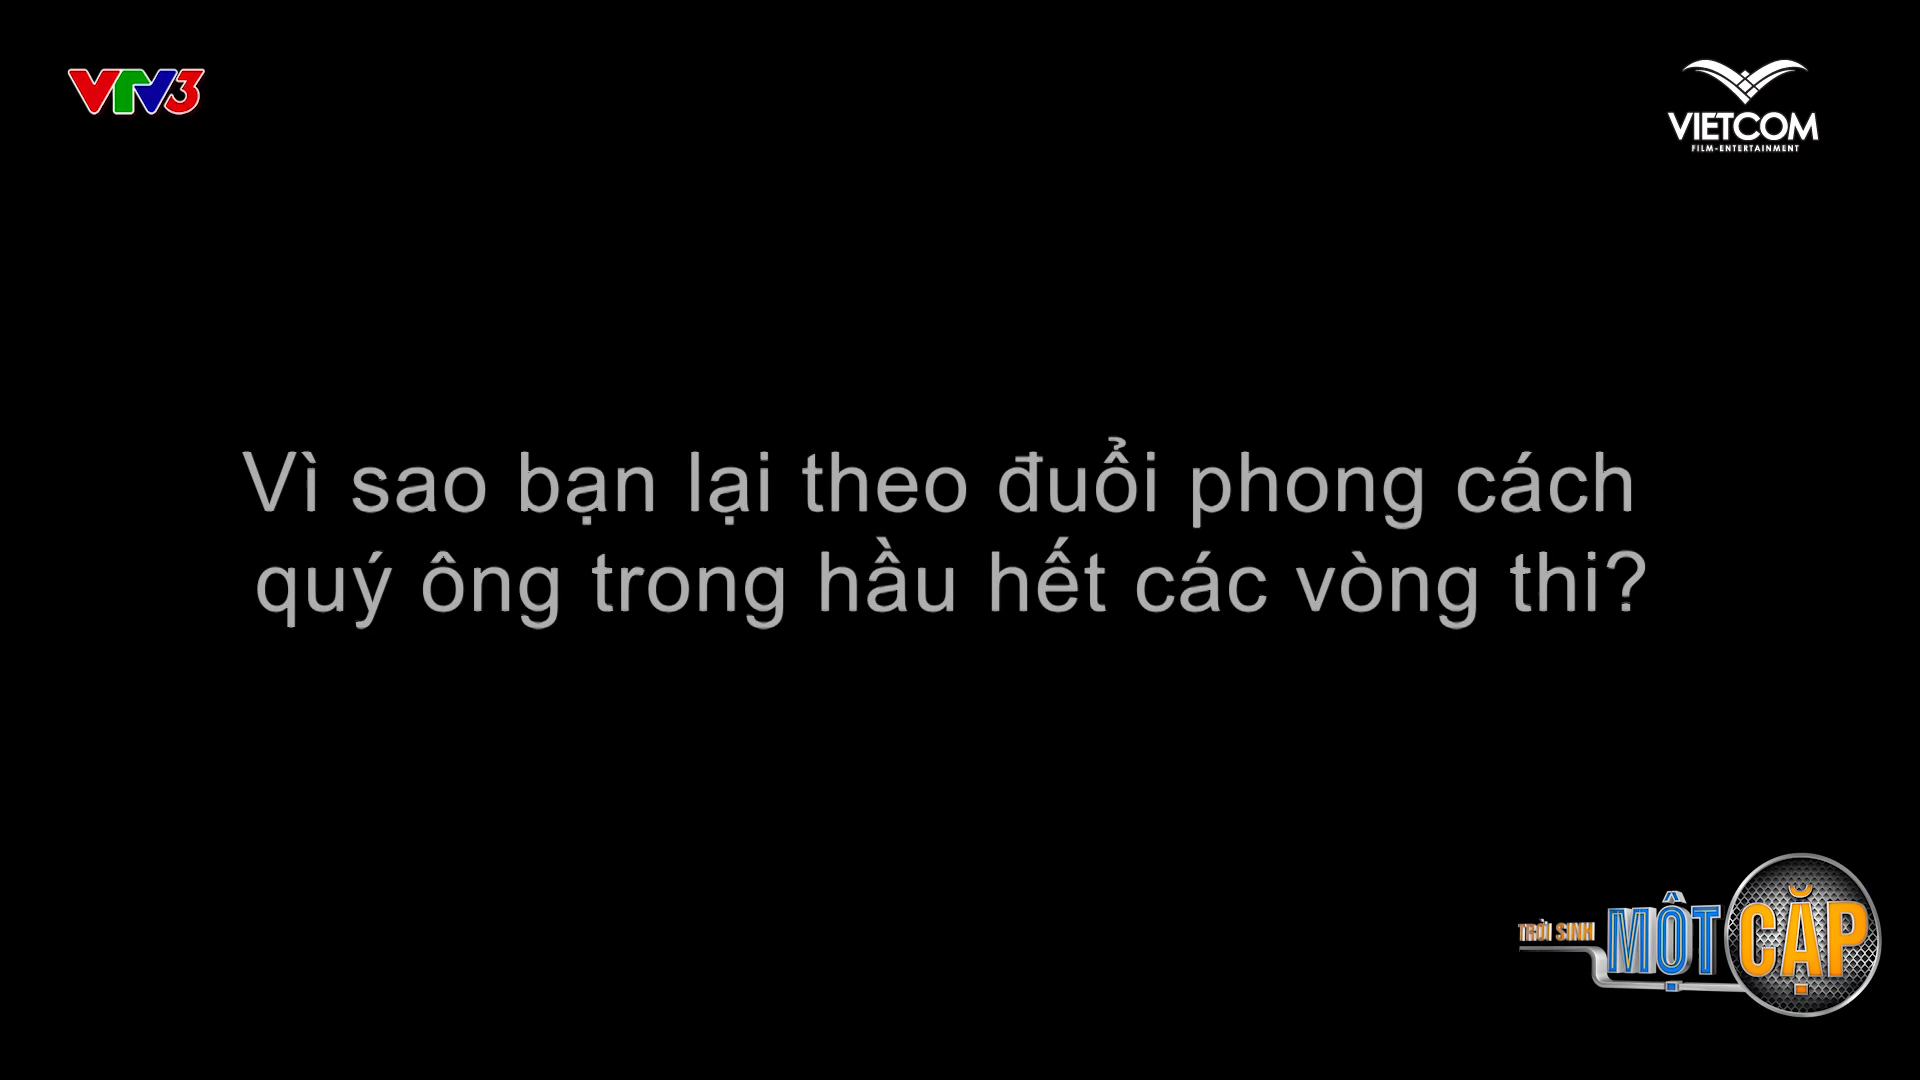 VTV3
VIETCOM
FILM-ENTERTAINMENT
Vì sao bạn lại theo đuổi phong cách
quý ông trong hầu hết các vòng thi?
TRỜI SINH
MỘT CẶP